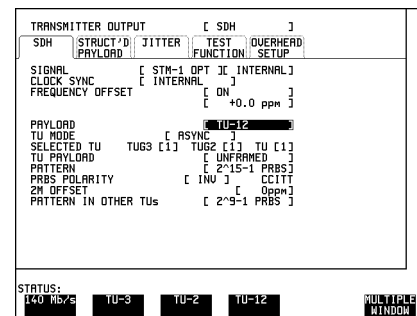 TRANSMITTER OUTPUT [ SDH ]
SDH STRUCT'D PAYLOAD JITTER TEST FUNCTION OVERHEAD SETUP
SIGNAL [ STM-1 OPT ][ INTERNAL]
CLOCK SYNC [ INTERNAL ]
FREQUENCY OFFSET [ ON ]
[ +0.0 ppm ]
PAYLOAD [ TU-12 ]
TU MODE [ ASYNC ]
SELECTED TU TUG3 [1] TUG2 [1] TU [1]
TU PAYLOAD [ UNFRAMED ]
PATTERN [ 2^15-1 PRBS ]
PRBS POLARITY [ INV ] CCITT
2M OFFSET [ 0ppm]
PATTERN IN OTHER TUs [ 2^9-1 PRBS ]
STATUS:
140 Mb/s TU-3 TU-2 TU-12 MULTIPLE WINDOW